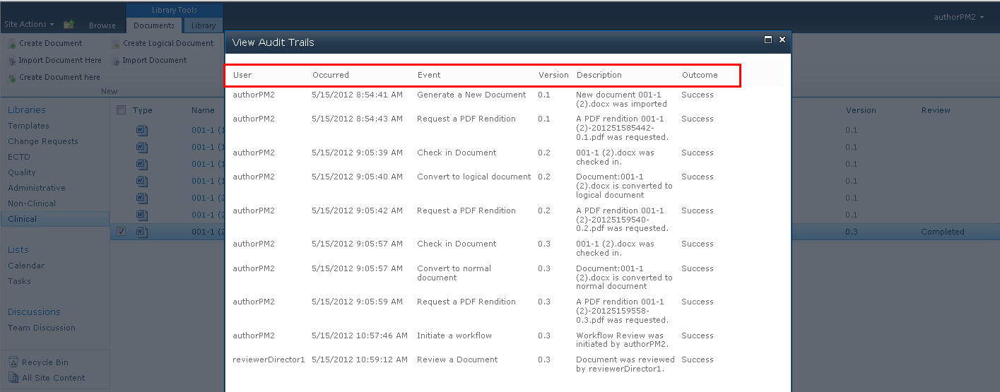 Library Tools
Site Actions Browse Documents Library authorPM2
Create Document Create Logical Document
Import Document Here Import Document
Create Document here
New
View Audit Trails
User Occurred Event Version Description Outcome
authorPM2 5/15/2012 8:54:41 AM Generate a New Document 0.1 New document 001-1 Success
(2).docx was imported
authorPM2 5/15/2012 8:54:43 AM Request a PDF Rendition 0.1 A PDF rendition 001-1 Success
(2)-201251585442-
0.1.pdf was requested.
authorPM2 5/15/2012 9:05:39 AM Check in Document 0.2 001-1 (2).docx was Success
checked in.
authorPM2 5/15/2012 9:05:40 AM Convert to logical document 0.2 Document:001-1 Success
(2).docx is converted to
logical document
authorPM2 5/15/2012 9:05:42 AM Request a PDF Rendition 0.2 A PDF rendition 001-1 Success
(2)-20125159540-
0.2.pdf was requested.
authorPM2 5/15/2012 9:05:57 AM Check in Document 0.3 001-1 (2).docx was Success
checked in.
authorPM2 5/15/2012 9:05:57 AM Convert to normal 0.3 Document:001-1 Success
document (2).docx is converted to
normal document
authorPM2 5/15/2012 9:05:59 AM Request a PDF Rendition 0.3 A PDF rendition 001-1 Success
(2)-20125159558-
0.3.pdf was requested.
authorPM2 5/15/2012 10:57:46 AM Initiate a workflow 0.3 Workflow Review was Success
initiated by authorPM2.
reviewerDirector1 5/15/2012 10:59:12 AM Review a Document 0.3 Document was reviewed Success
by reviewerDirector1.
Libraries
Templates
Change Requests
ECTD
Quality
Administrative
Non-Clinical
Clinical
Lists
Calendar
Tasks
Discussions
Team Discussion
Recycle Bin
All Site Content
Type Name Version Review
001-1 (1 0.1
001-1 (1 0.1
001-1 (1 0.1
001-1 (1 0.1
001-1 (2 0.1
001-1 (2 0.1
001-1 (2 0.3 Completed